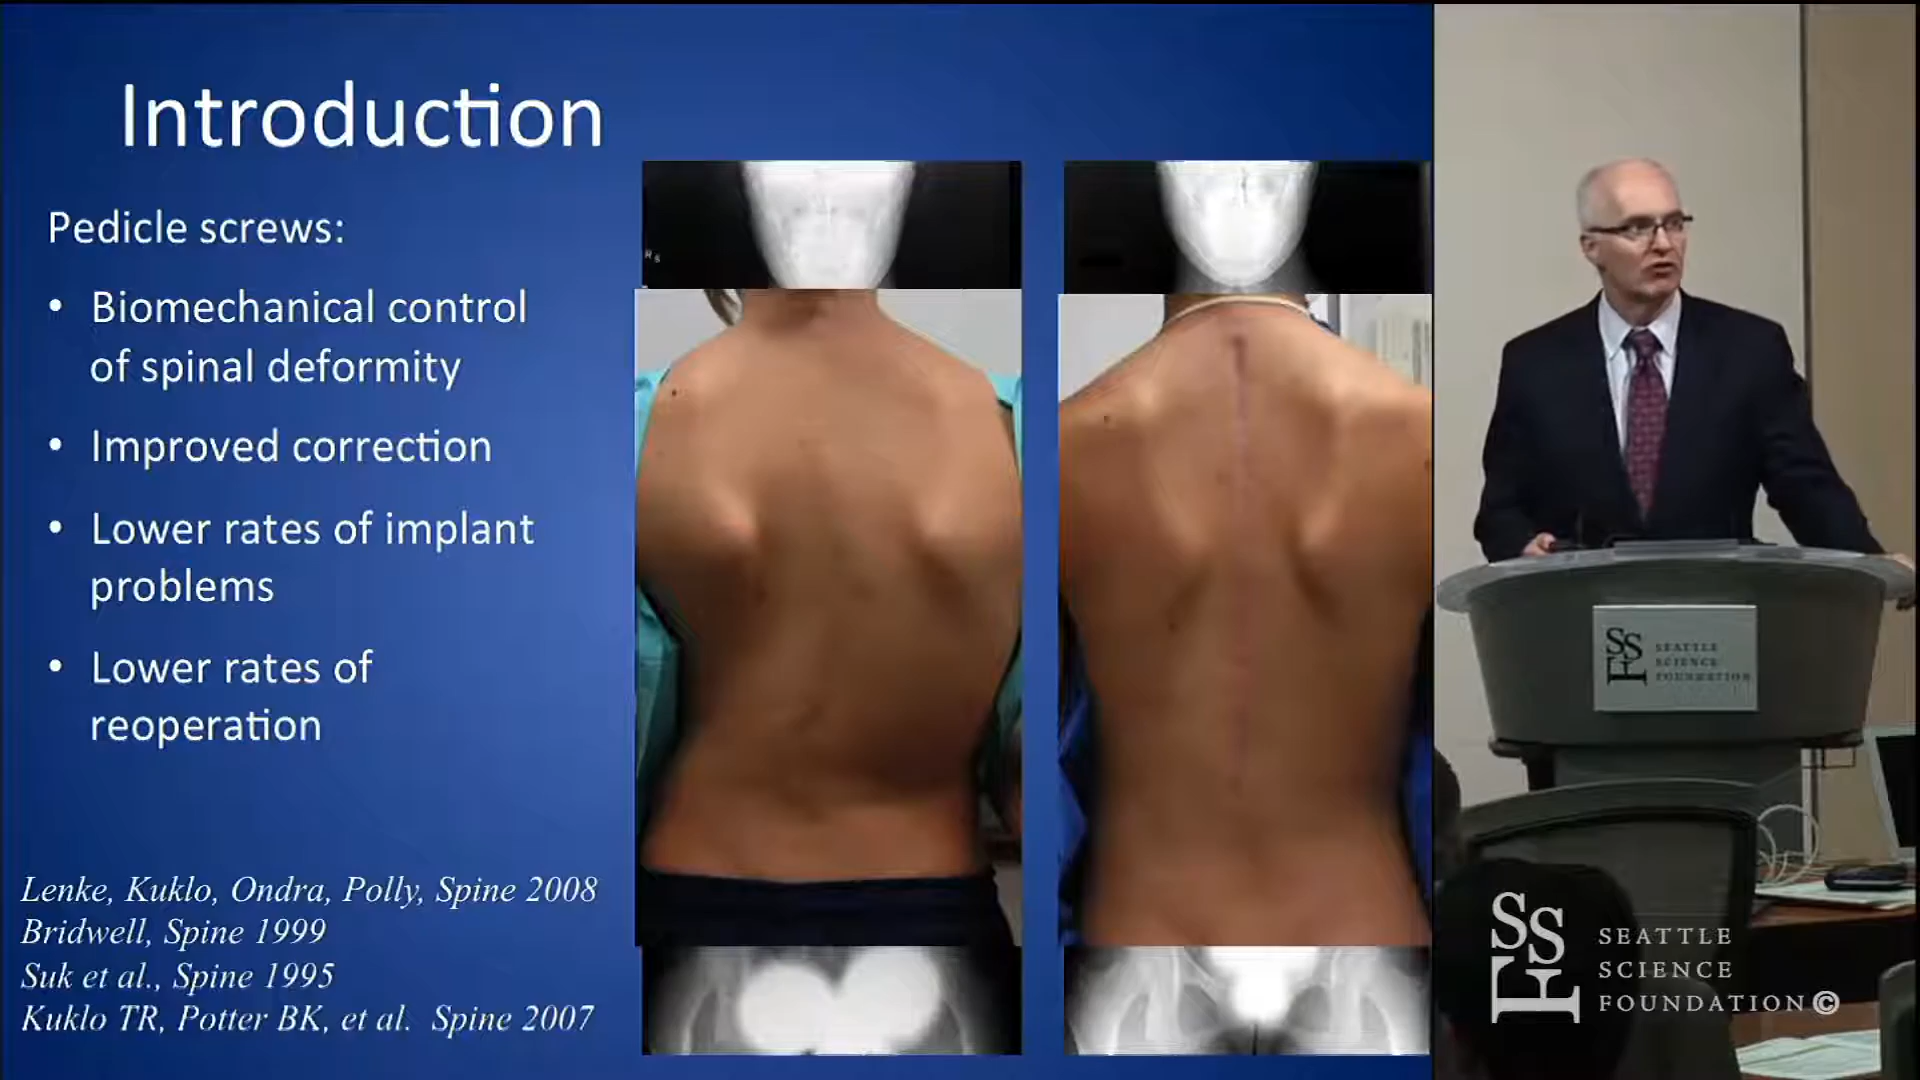 Introduction
Pedicle screws:
• Biomechanical control
of spinal deformity
• Improved correction
• Lower rates of implant
problems
• Lower rates of
reoperation
Lenke, Kuklo, Ondra, Polly, Spine 2008
Bridwell, Spine 1999
Suk et al., Spine 1995
Kuklo TR, Potter BK, et al. Spine 2007
SSF
SEATTLE
SCIENCE
FOUNDATION
SSF
SEATTLE
SCIENCE
FOUNDATION©